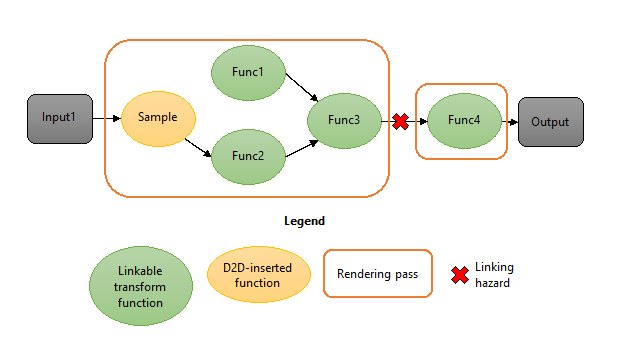 Func1
Input1
Sample
Func3
Func4
Output
Func2
Legend
Linkable
transform
function
D2D-inserted
function
Rendering pass
Linking
hazard